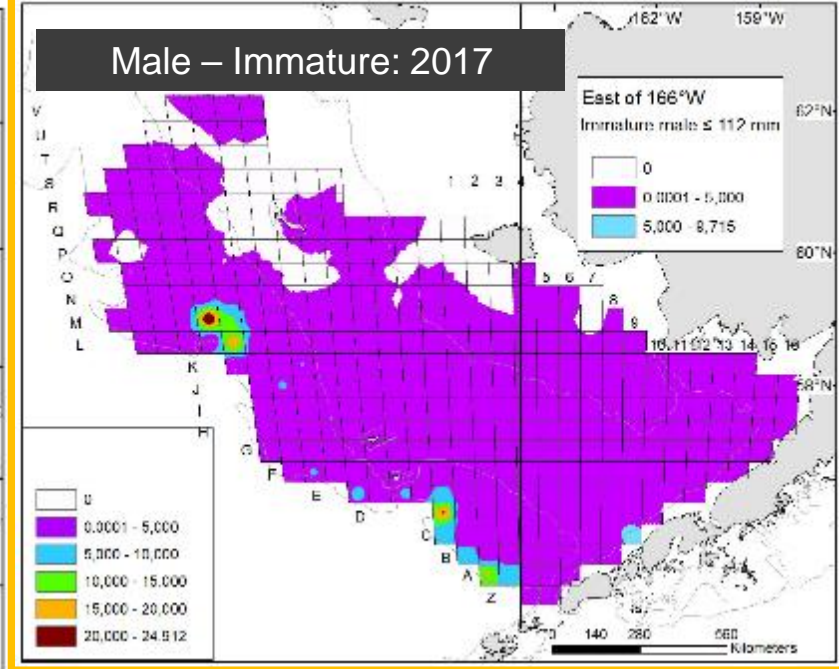 162°W 159°W
Male – Immature: 2017
East of 166°W
Immature male ≤ 112 mm
0
0.0001 - 5,000
5,000 - 9,715
62°N
60°N
58°N
V
U
T
S
R
Q
P
O
N
M
L
K
J
I
H
G
F
E
D
C
B
A
Z
1 2 3 4
5 6 7
8
9
10 11 12 13 14 15 16
0
0.0001 - 5,000
5,000 - 10,000
10,000 - 15,000
15,000 - 20,000
20,000 - 24,912
0 140 280 560
Kilometers